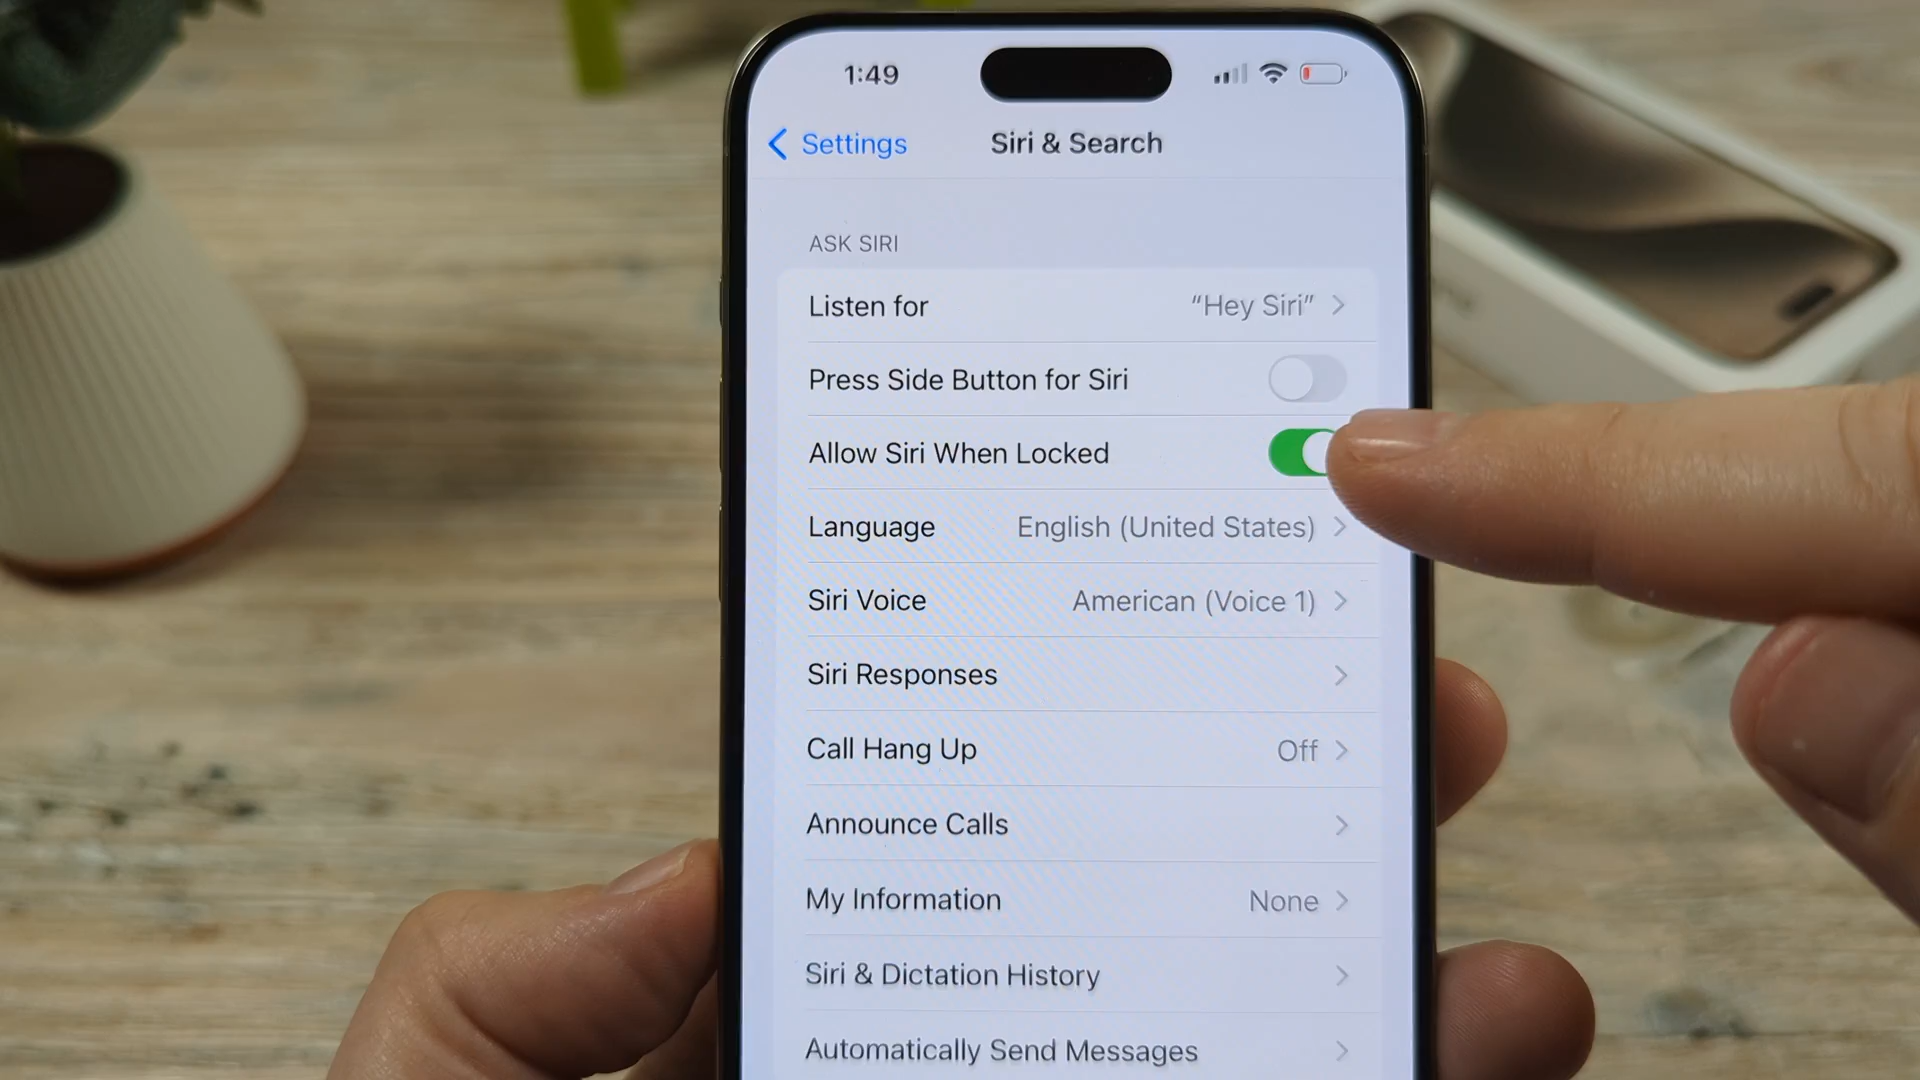 1:49
Settings
Siri & Search
ASK SIRI
Listen for "Hey Siri"
Press Side Button for Siri
Allow Siri When Locked
Language English (United States)
Siri Voice American (Voice 1)
Siri Responses
Call Hang Up Off
Announce Calls
My Information None
Siri & Dictation History
Automatically Send Messages